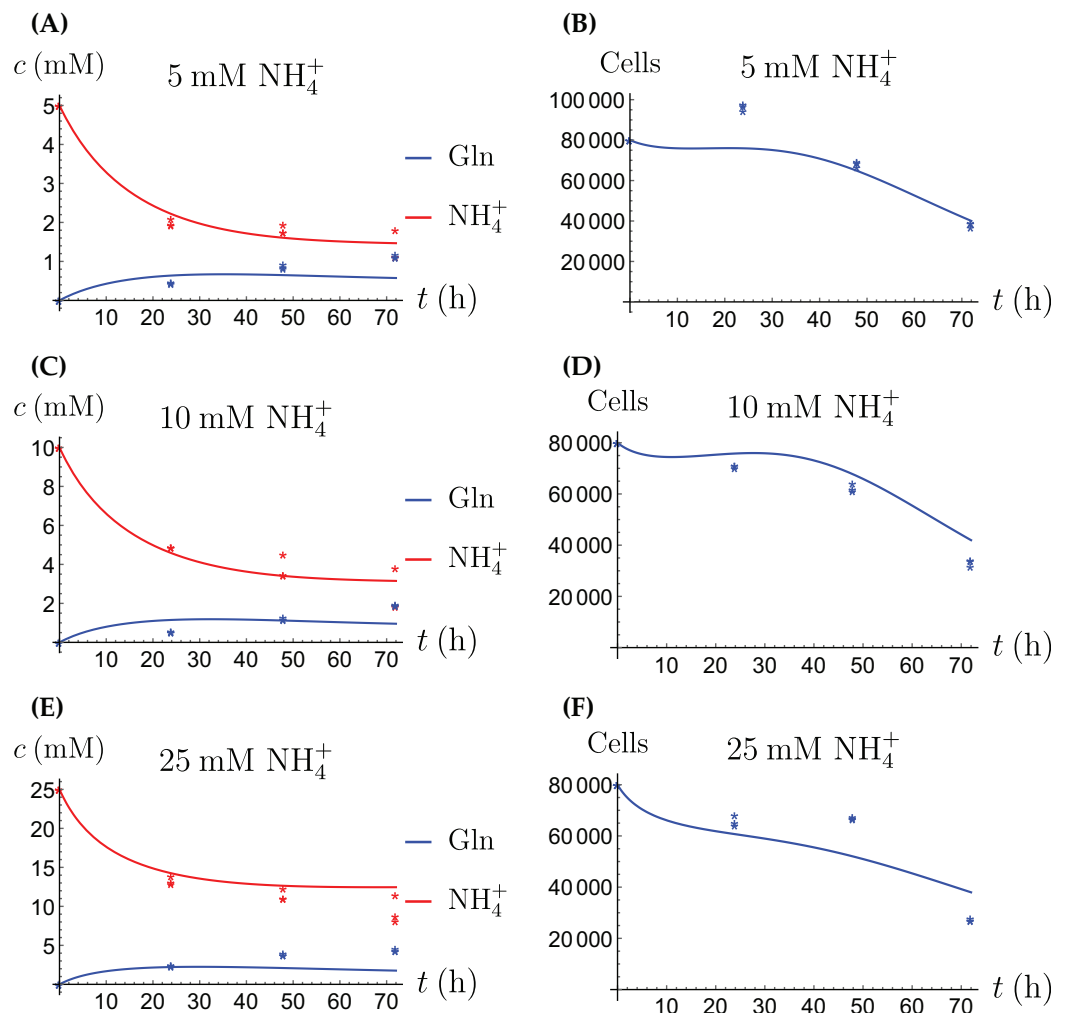 (A)
c (mM)
5 mM NH₄⁺
5
4
3
2
1
10 20 30 40 50 60 70
t (h)
Gln
NH₄⁺
(B)
Cells
5 mM NH₄⁺
100 000
80 000
60 000
40 000
20 000
10 20 30 40 50 60 70
t (h)
(C)
c (mM)
10 mM NH₄⁺
10
8
6
4
2
10 20 30 40 50 60 70
t (h)
Gln
NH₄⁺
(D)
Cells
10 mM NH₄⁺
80 000
60 000
40 000
20 000
10 20 30 40 50 60 70
t (h)
(E)
c (mM)
25 mM NH₄⁺
25
20
15
10
5
10 20 30 40 50 60 70
t (h)
Gln
NH₄⁺
(F)
Cells
25 mM NH₄⁺
80 000
60 000
40 000
20 000
10 20 30 40 50 60 70
t (h)